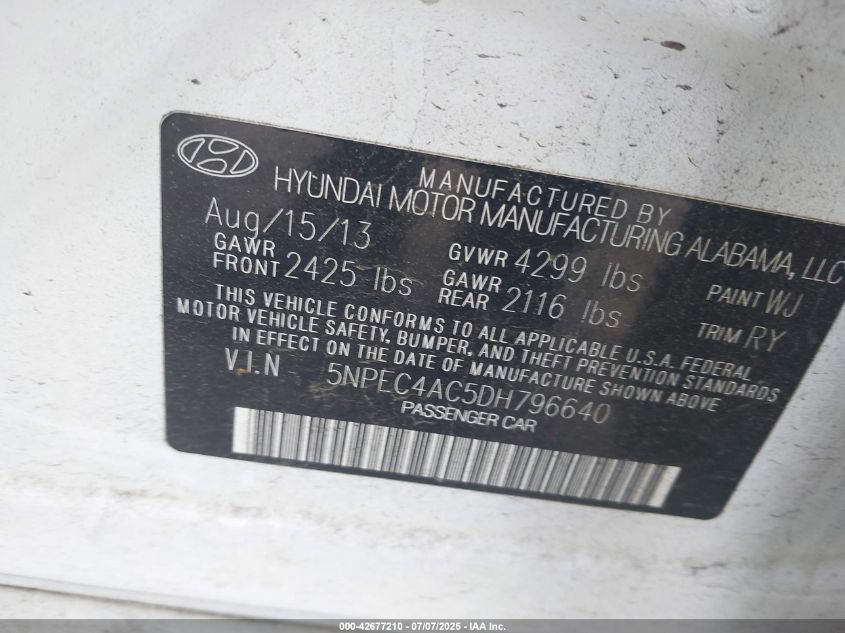 MANUFACTURED BY
HYUNDAI MOTOR MANUFACTURING ALABAMA, LLC
Aug/15/13
GVWR 4299 lbs
PAINT WJ
GAWR FRONT 2425 lbs
GAWR REAR 2116 lbs
TRIM RY
THIS VEHICLE CONFORMS TO ALL APPLICABLE U.S.A. FEDERAL
MOTOR VEHICLE SAFETY, BUMPER, AND THEFT PREVENTION STANDARDS
IN EFFECT ON THE DATE OF MANUFACTURE SHOWN ABOVE
V.I.N 5NPEC4AC5DH796640
PASSENGER CAR
000-42677210 - 07/07/2025 - IAA Inc.